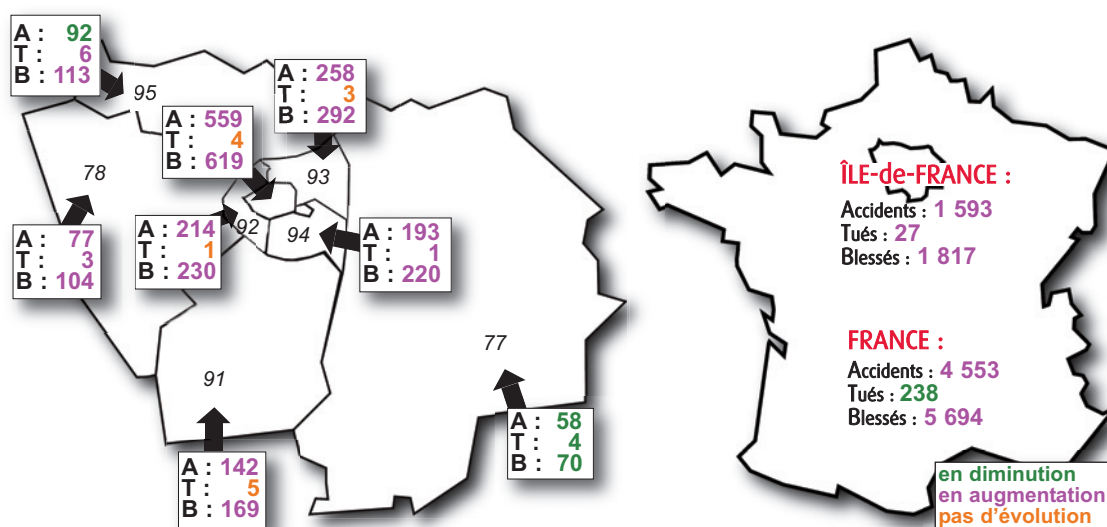 A : 92
T : 6
B : 113
95
A : 258
T : 3
B : 292
A : 559
T : 4
B : 619
93
78
A : 77
T : 3
B : 104
A : 214
T : 1
B : 230
92
94
A : 193
T : 1
B : 220
77
91
A : 58
T : 4
B : 70
A : 142
T : 5
B : 169
ÎLE-de-FRANCE :
Accidents : 1 593
Tués : 27
Blessés : 1 817
FRANCE :
Accidents : 4 553
Tués : 238
Blessés : 5 694
en diminution
en augmentation
pas d'évolution